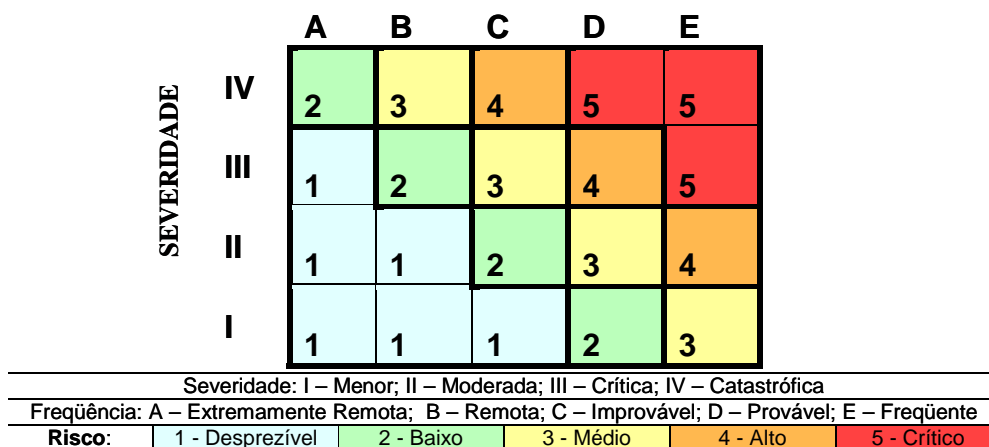 A B C D E
SEVERIDADE
IV 2 3 4 5 5
III 1 2 3 4 5
II 1 1 2 3 4
I 1 1 1 2 3
Severidade: I – Menor; II – Moderada; III – Crítica; IV – Catastrófica
Freqüência: A – Extremamente Remota; B – Remota; C – Improvável; D – Provável; E – Freqüente
Risco: 1 - Desprezível 2 - Baixo 3 - Médio 4 - Alto 5 - Crítico